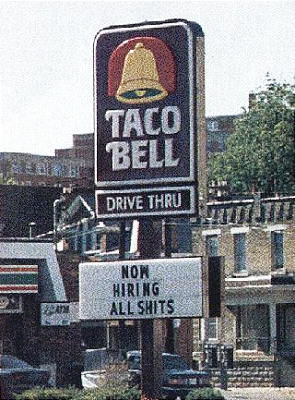 TACO
BELL
DRIVE THRU
NOW
HIRING
ALL SHITS